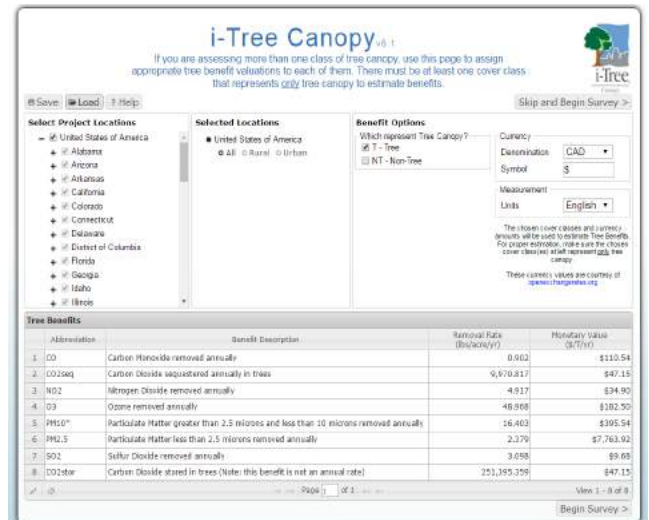 i-Tree Canopy v6.1
If you are assessing more than one class of tree canopy, use this page to assign
appropriate tree benefit valuations to each of them. There must be at least one cover class
that represents only tree canopy to estimate benefits.
i-Tree
Save Load ? Help Skip and Begin Survey >
Select Project Locations
United States of America
Alabama
Arizona
Arkansas
California
Colorado
Connecticut
Delaware
District of Columbia
Florida
Georgia
Idaho
Illinois
Selected Locations
United States of America
All Rural Urban
Benefit Options
Which represent Tree Canopy?
T - Tree
NT - Non-Tree
Currency
Denomination CAD
Symbol $
Measurement
Units English
The chosen cover classes and currency
amounts will be used to estimate Tree Benefits.
For proper estimation, make sure the chosen
cover class(es) at left represent only tree
canopy.
These currency values are courtesy of
openexchangerates.org
Tree Benefits
Abbreviation Benefit Description Removal Rate (lbs/acre/yr) Monetary Value ($/T/yr)
1 CO Carbon Monoxide removed annually 0.902 $110.54
2 CO2seq Carbon Dioxide sequestered annually in trees 9,970.817 $47.15
3 NO2 Nitrogen Dioxide removed annually 4.917 $34.90
4 O3 Ozone removed annually 48.968 $182.50
5 PM10* Particulate Matter greater than 2.5 microns and less than 10 microns removed annually 16.403 $395.54
6 PM2.5 Particulate Matter less than 2.5 microns removed annually 2.379 $7,763.92
7 SO2 Sulfur Dioxide removed annually 3.098 $9.68
8 CO2stor Carbon Dioxide stored in trees (Note: this benefit is not an annual rate) 251,395.359 $47.15
Page 1 of 1 View 1 - 8 of 8
Begin Survey >